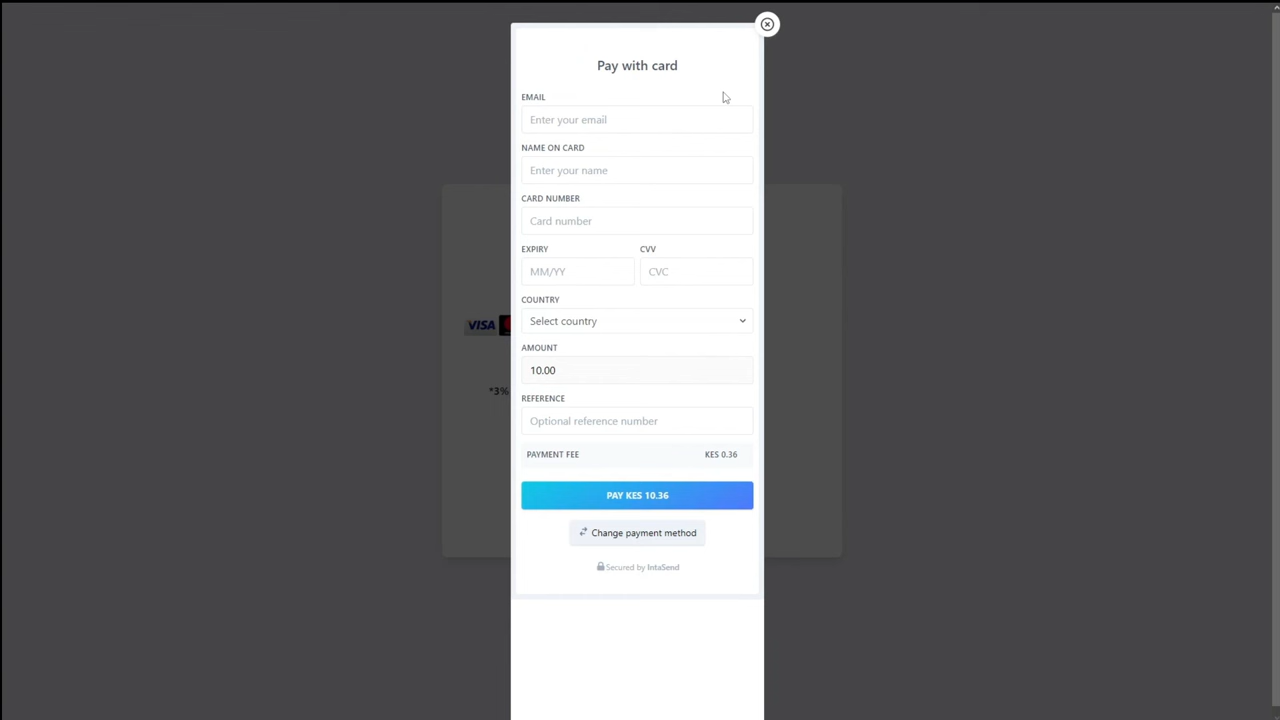 Pay with card
EMAIL
Enter your email
NAME ON CARD
Enter your name
CARD NUMBER
Card number
EXPIRY CVV
MM/YY CVC
COUNTRY
Select country
VISA
AMOUNT
10.00
*3%
REFERENCE
Optional reference number
PAYMENT FEE KES 0.36
PAY KES 10.36
Change payment method
Secured by IntaSend